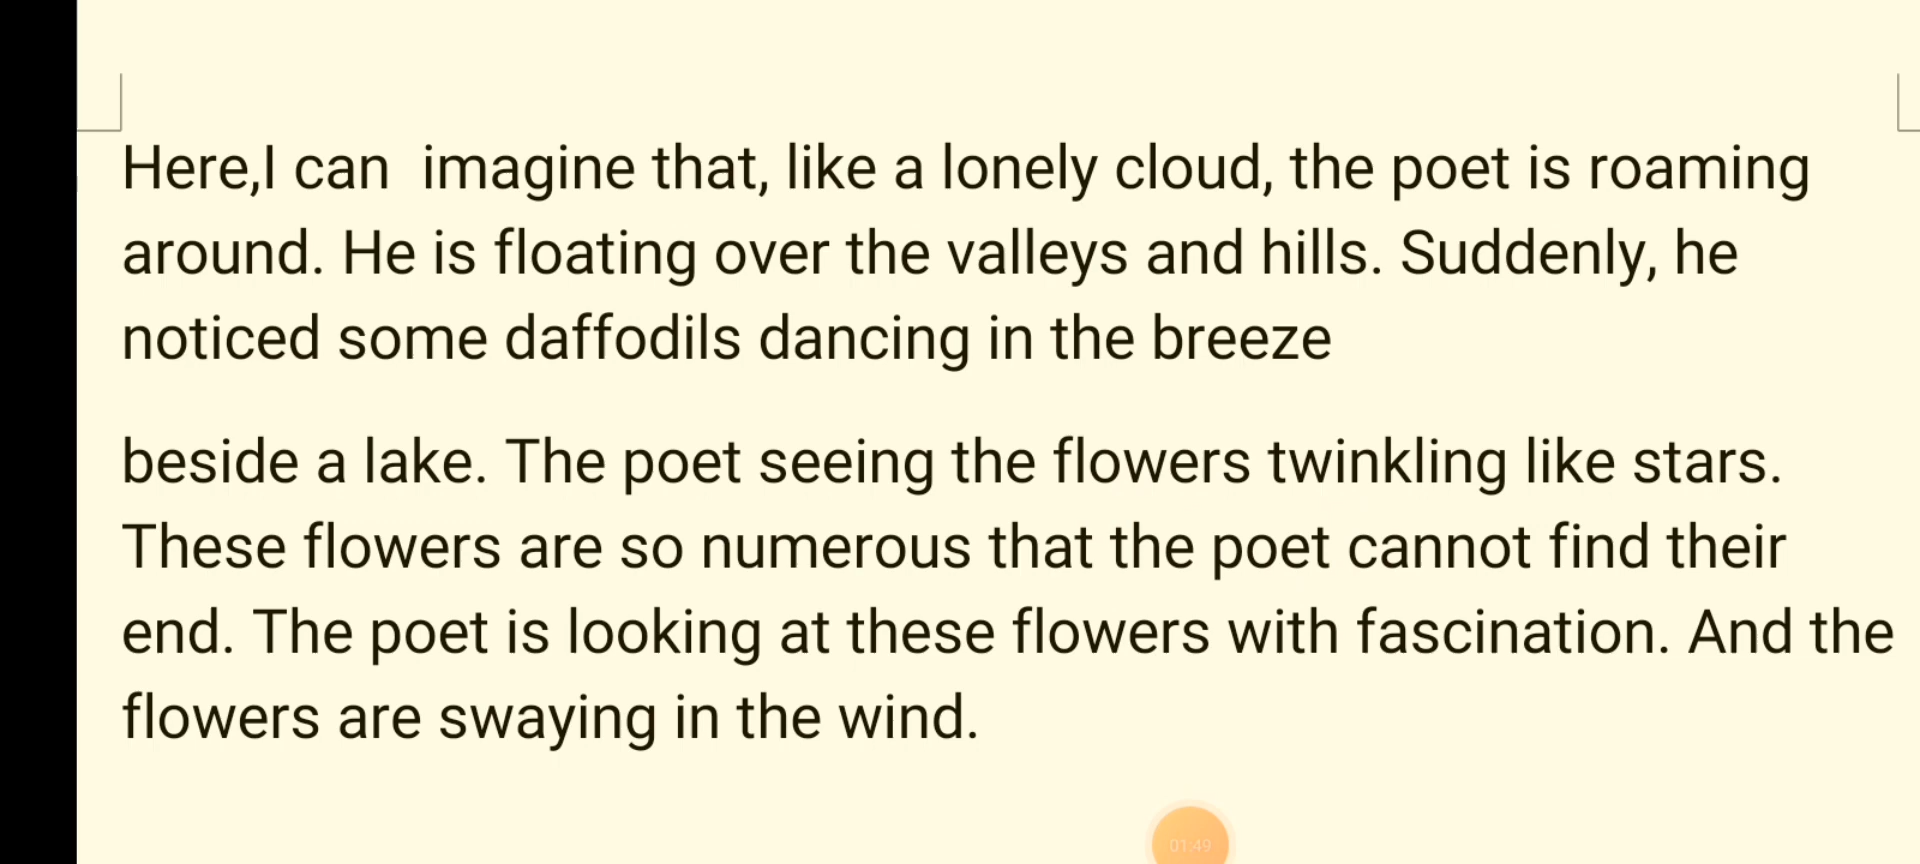 Here,I can  imagine that, like a lonely cloud, the poet is roaming
around. He is floating over the valleys and hills. Suddenly, he
noticed some daffodils dancing in the breeze
beside a lake. The poet seeing the flowers twinkling like stars.
These flowers are so numerous that the poet cannot find their
end. The poet is looking at these flowers with fascination. And the
flowers are swaying in the wind.
01:49